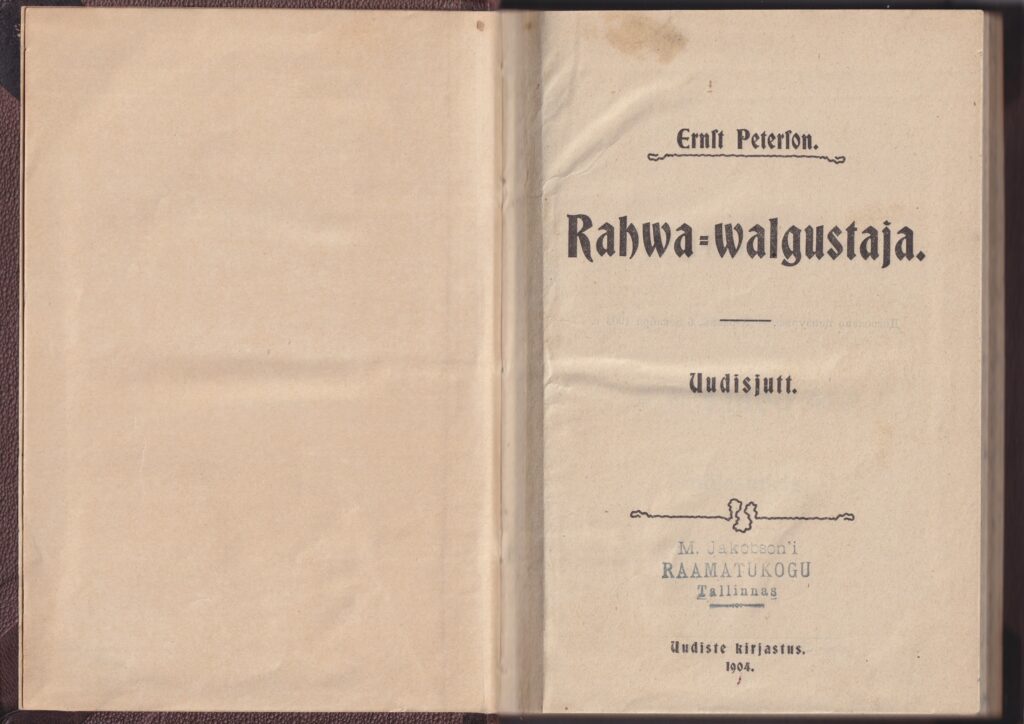 Ernſt Peterſon.
Rahwa=walgustaja.
Uudisjutt.
M. Jakobson'i
RAAMATUKOGU
Tallinnas
Uudiste kirjastus.
1904.